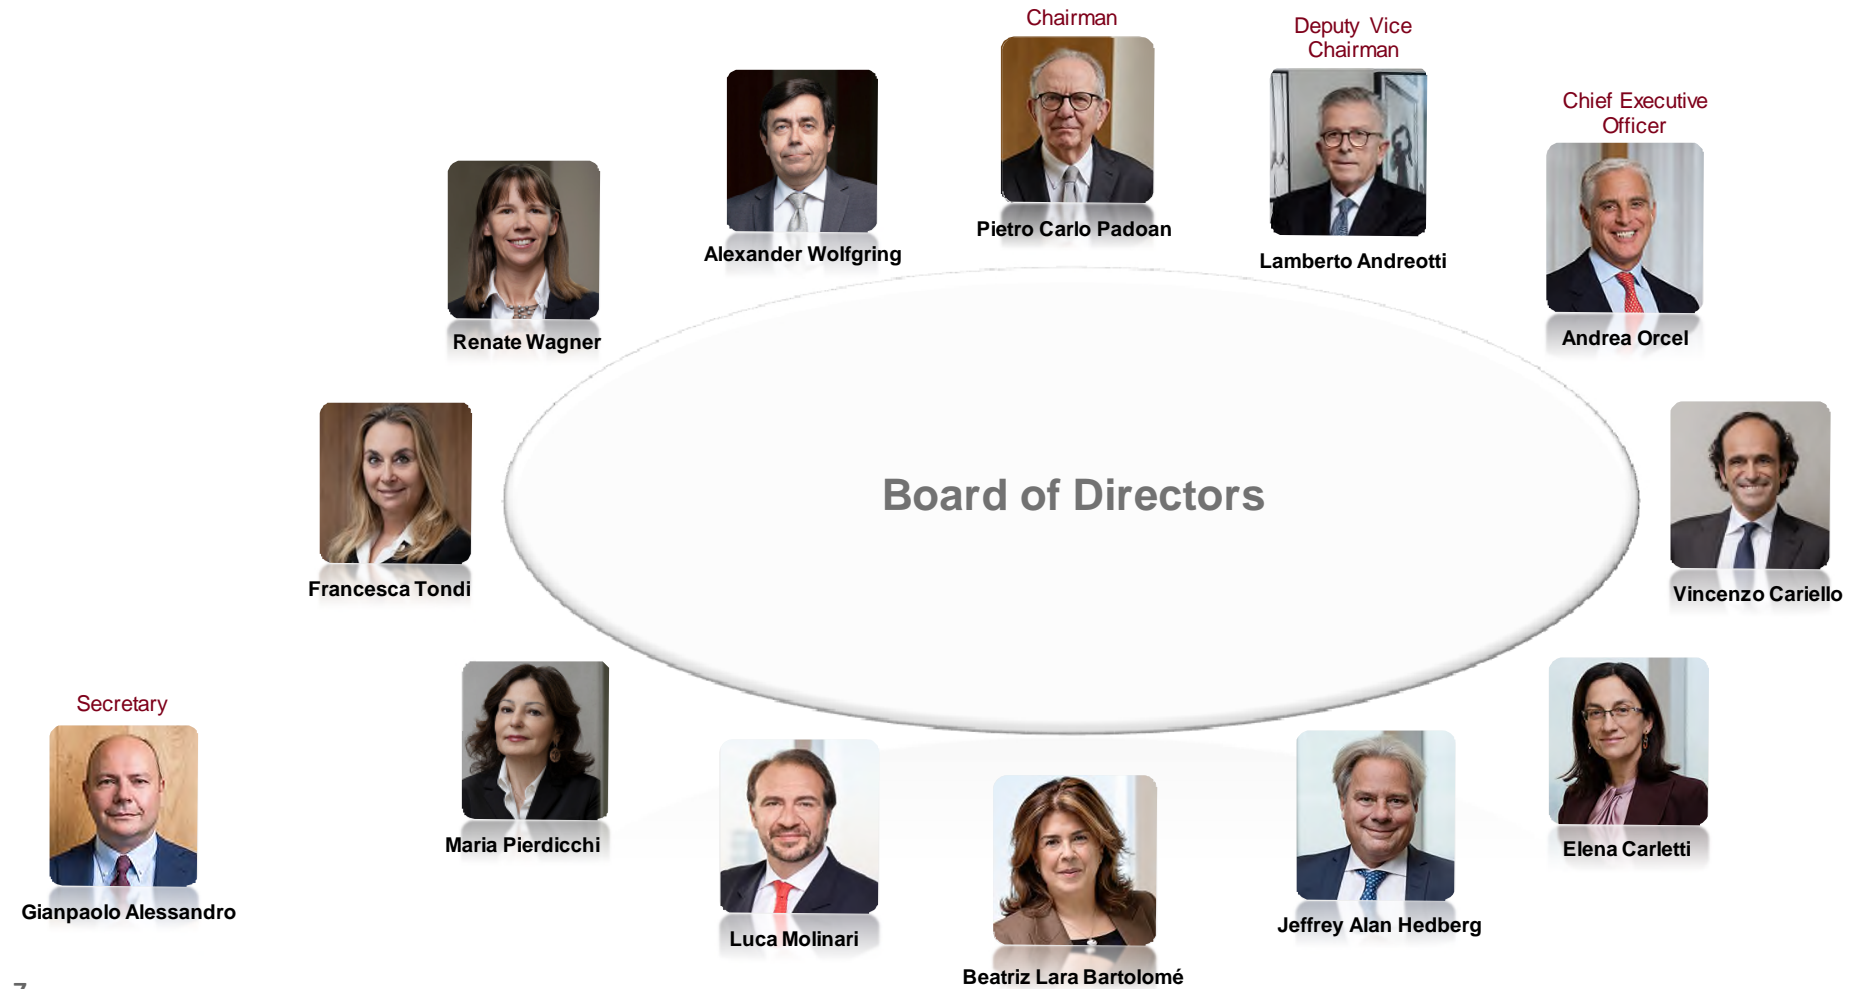 Chairman
Deputy Vice
Chairman
Chief Executive
Officer
Pietro Carlo Padoan
Alexander Wolfgring
Lamberto Andreotti
Renate Wagner
Andrea Orcel
Board of Directors
Francesca Tondi
Vincenzo Cariello
Secretary
Maria Pierdicchi
Elena Carletti
Gianpaolo Alessandro
Luca Molinari
Jeffrey Alan Hedberg
Beatriz Lara Bartolomé